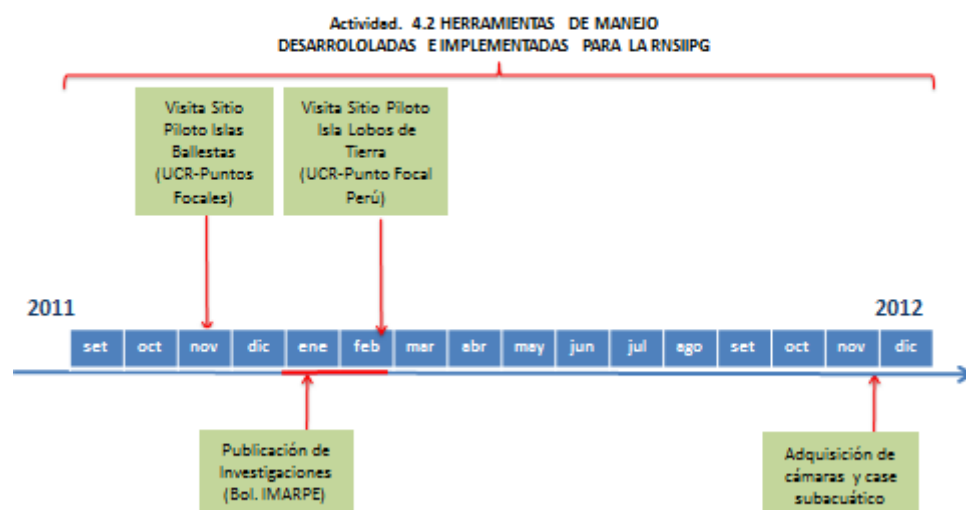 Actividad. 4.2 HERRAMIENTAS DE MANEJO
DESARROLOLADAS E IMPLEMENTADAS PARA LA RNSIIPG
Visita Sitio
Piloto Islas
Ballestas
(UCR-Puntos
Focales)
Visita Sitio Piloto
Isla Lobos de
Tierra
(UCR-Punto Focal
Perú)
2011
2012
set oct nov dic ene feb mar abr may jun jul ago set oct nov dic
Publicación de
Investigaciones
(Bol. IMARPE)
Adquisición de
cámaras y case
subacuático